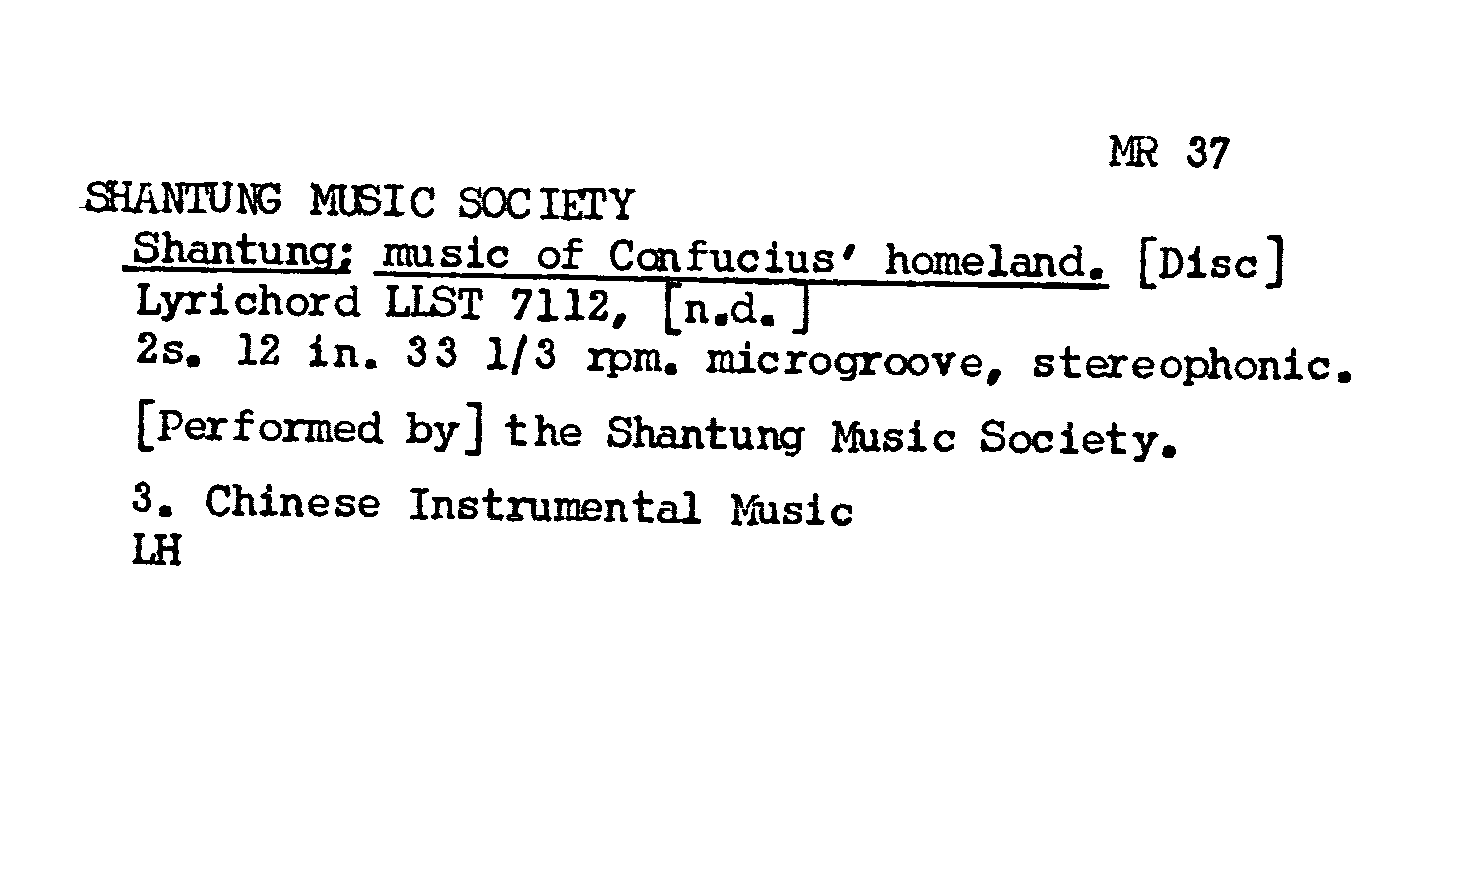 MR 37
SHANTUNG MUSIC SOCIETY
Shantung; music of Confucius' homeland. [Disc]
Lyrichord LLST 7112, [n.d.]
2s. 12 in. 33 1/3 rpm. microgroove, stereophonic.
[Performed by] the Shantung Music Society.
3. Chinese Instrumental Music
LH